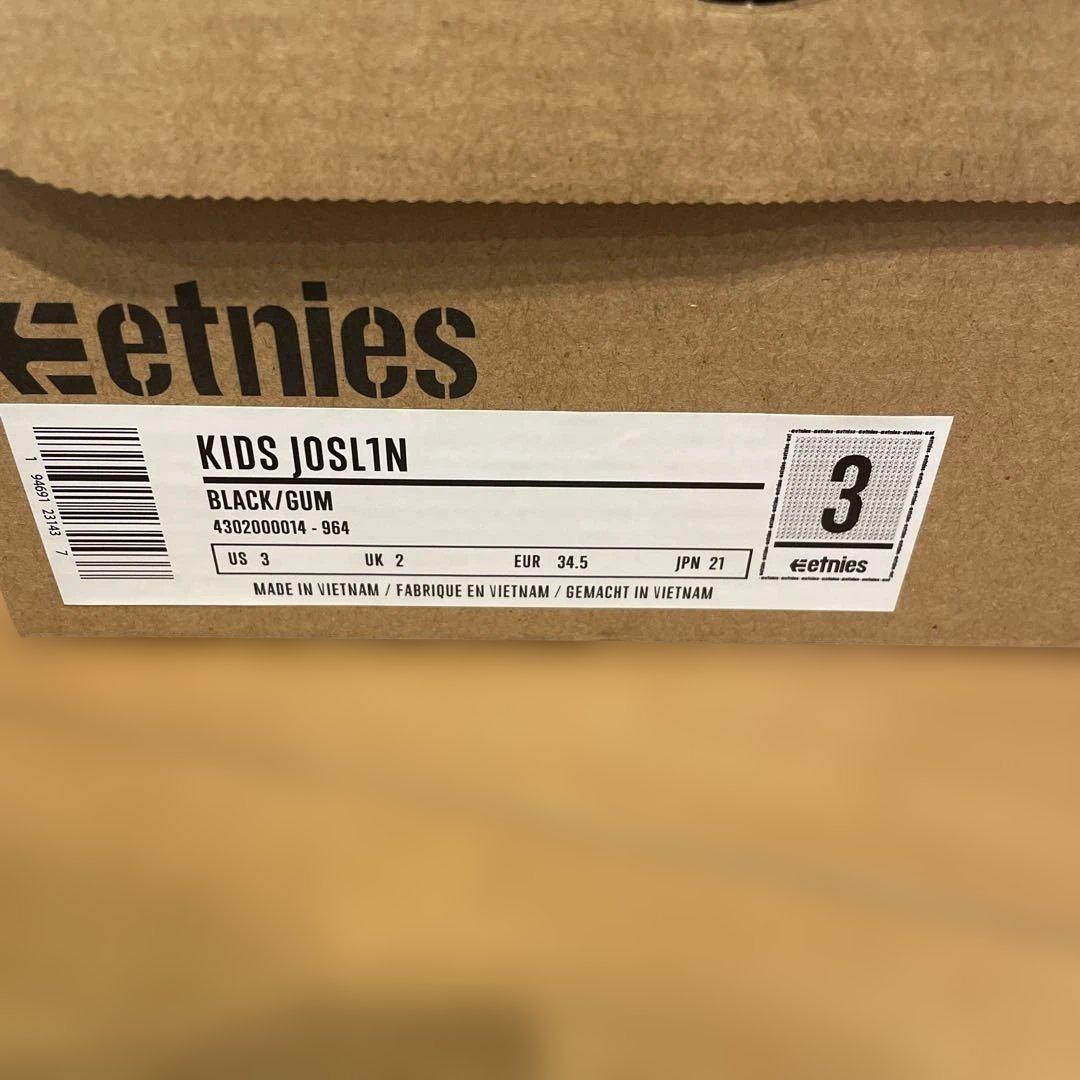 etnies
KIDS JOSL1N
BLACK/GUM
4302000014 - 964
US 3 UK 2 EUR 34.5 JPN 21
MADE IN VIETNAM / FABRIQUE EN VIETNAM / GEMACHT IN VIETNAM
3
etnies
1 94691 23143 7